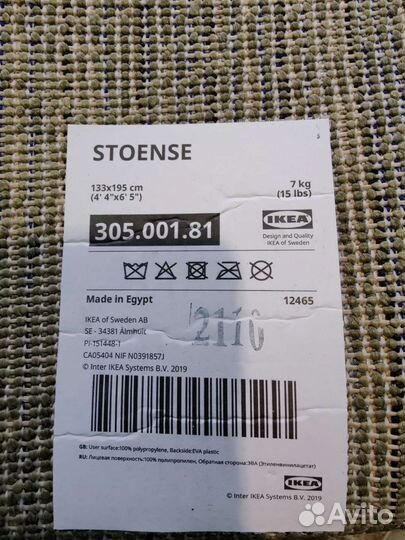 STOENSE
133x195 cm
(4' 4"x6' 5")
7 kg
(15 lbs)
305.001.81
IKEA
Design and Quality
IKEA of Sweden
Made in Egypt
12465
IKEA of Sweden AB
SE - 34381 Älmhult
PI-151448-1
CA05404 NIF N0391857J
© Inter IKEA Systems B.V. 2019
2110
GB: User surface:100% polypropylene, Backside:EVA plastic
RU: Лицевая поверхность:100% полипропилен, Обратная сторона:ЭВА (Этиленвинилацетат)
IKEA
© Inter IKEA Systems B.V. 2019
Avito